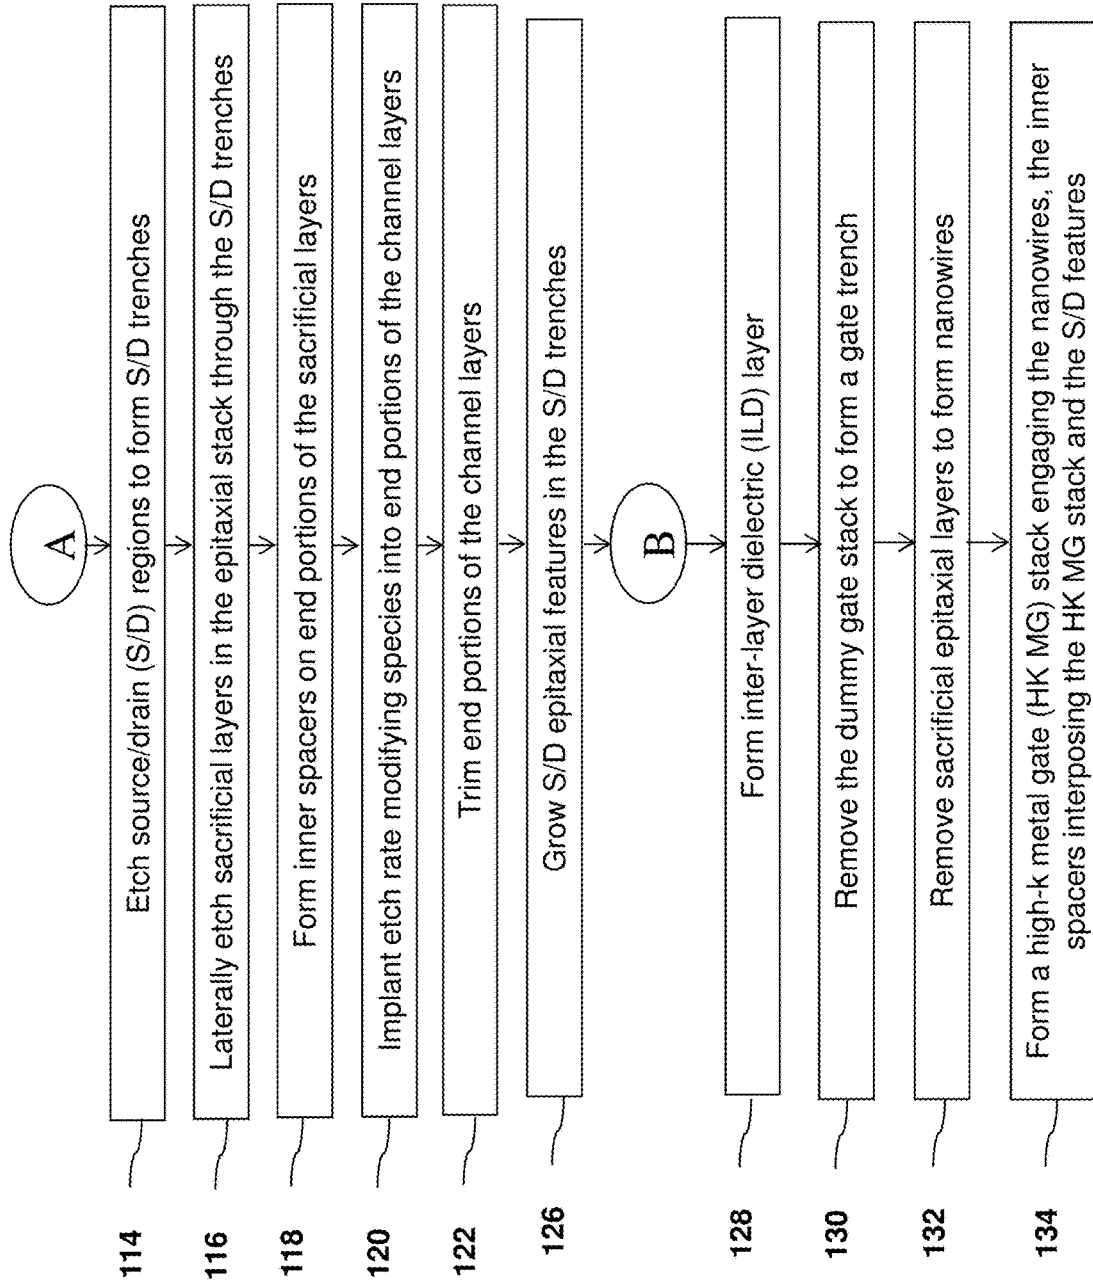 A
114
Etch source/drain (S/D) regions to form S/D trenches
116
Laterally etch sacrificial layers in the epitaxial stack through the S/D trenches
118
Form inner spacers on end portions of the sacrificial layers
120
Implant etch rate modifying species into end portions of the channel layers
122
Trim end portions of the channel layers
126
Grow S/D epitaxial features in the S/D trenches
B
128
Form inter-layer dielectric (ILD) layer
130
Remove the dummy gate stack to form a gate trench
132
Remove sacrificial epitaxial layers to form nanowires
134
Form a high-k metal gate (HK MG) stack engaging the nanowires, the inner
spacers interposing the HK MG stack and the S/D features